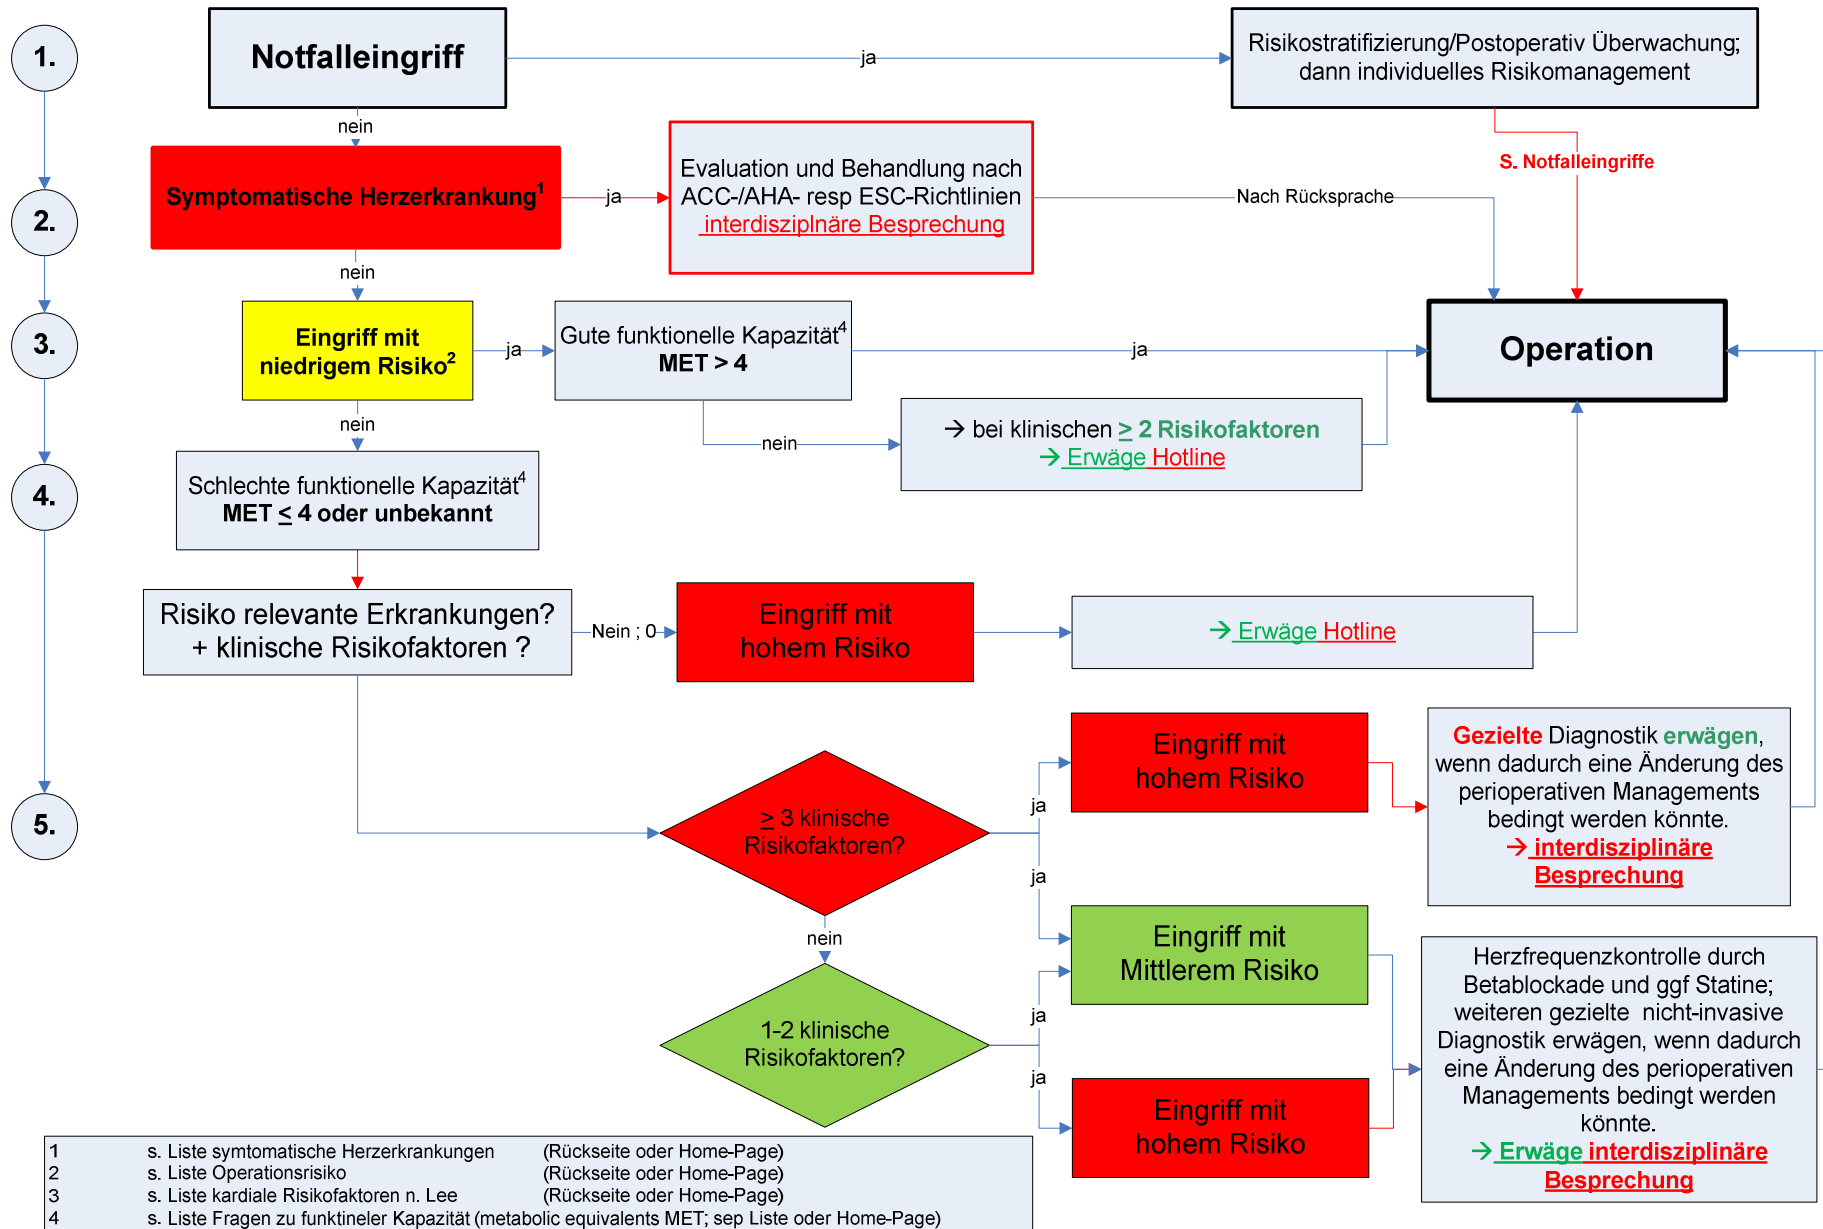 1.
Notfalleingriff
ja
Risikostratifizierung/Postoperativ Überwachung;
dann individuelles Risikomanagement
nein
S. Notfalleingriffe
2.
Symptomatische Herzerkrankung1
ja
Evaluation und Behandlung nach
ACC-/AHA- resp ESC-Richtlinien
interdisziplnäre Besprechung
Nach Rücksprache
nein
3.
Eingriff mit
niedrigem Risiko2
ja
Gute funktionelle Kapazität4
MET > 4
ja
Operation
nein
nein
→ bei klinischen ≥ 2 Risikofaktoren
→ Erwäge Hotline
4.
Schlechte funktionelle Kapazität4
MET ≤ 4 oder unbekannt
Risiko relevante Erkrankungen?
+ klinische Risikofaktoren ?
Nein ; 0
Eingriff mit
hohem Risiko
→ Erwäge Hotline
5.
≥ 3 klinische
Risikofaktoren?
ja
Eingriff mit
hohem Risiko
Gezielte Diagnostik erwägen,
wenn dadurch eine Änderung des
perioperativen Managements
bedingt werden könnte.
→ interdisziplinäre
Besprechung
ja
nein
Eingriff mit
Mittlerem Risiko
1-2 klinische
Risikofaktoren?
ja
ja
Eingriff mit
hohem Risiko
Herzfrequenzkontrolle durch
Betablockade und ggf Statine;
weiteren gezielte nicht-invasive
Diagnostik erwägen, wenn dadurch
eine Änderung des perioperativen
Managements bedingt werden
könnte.
→ Erwäge interdisziplinäre
Besprechung
1 s. Liste symtomatische Herzerkrankungen (Rückseite oder Home-Page)
2 s. Liste Operationsrisiko (Rückseite oder Home-Page)
3 s. Liste kardiale Risikofaktoren n. Lee (Rückseite oder Home-Page)
4 s. Liste Fragen zu funktineler Kapazität (metabolic equivalents MET; sep Liste oder Home-Page)